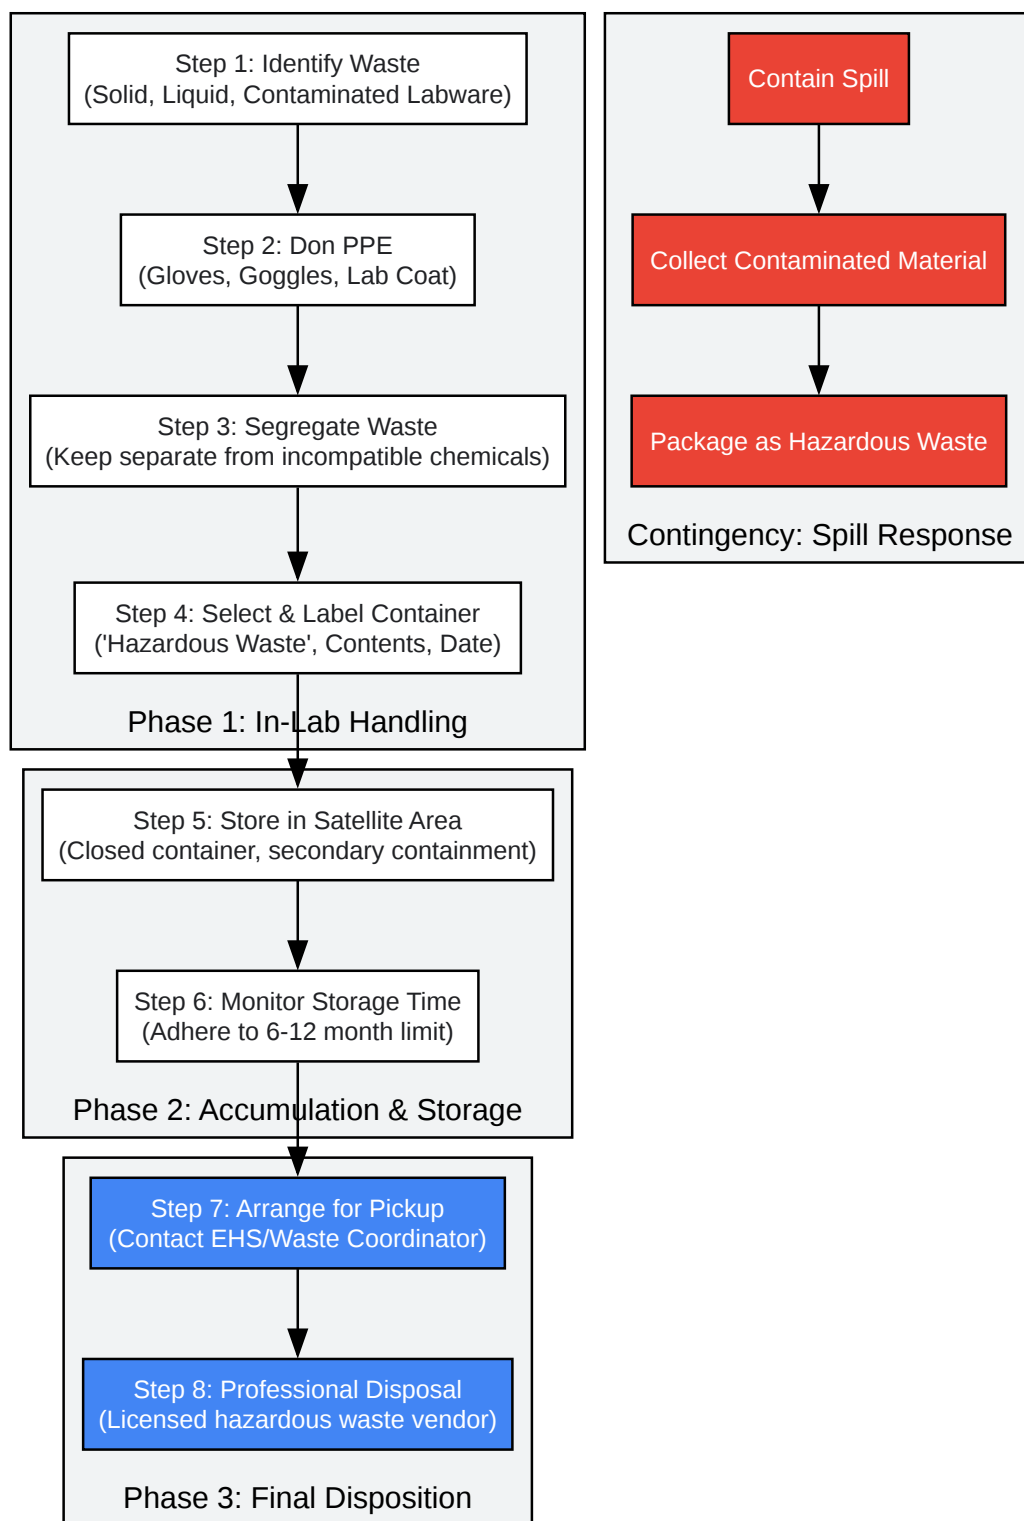 Step 1: Identify Waste
(Solid, Liquid, Contaminated Labware)
Step 2: Don PPE
(Gloves, Goggles, Lab Coat)
Step 3: Segregate Waste
(Keep separate from incompatible chemicals)
Step 4: Select & Label Container
('Hazardous Waste', Contents, Date)
Phase 1: In-Lab Handling
Step 5: Store in Satellite Area
(Closed container, secondary containment)
Step 6: Monitor Storage Time
(Adhere to 6-12 month limit)
Phase 2: Accumulation & Storage
Step 7: Arrange for Pickup
(Contact EHS/Waste Coordinator)
Step 8: Professional Disposal
(Licensed hazardous waste vendor)
Phase 3: Final Disposition
Contain Spill
Collect Contaminated Material
Package as Hazardous Waste
Contingency: Spill Response